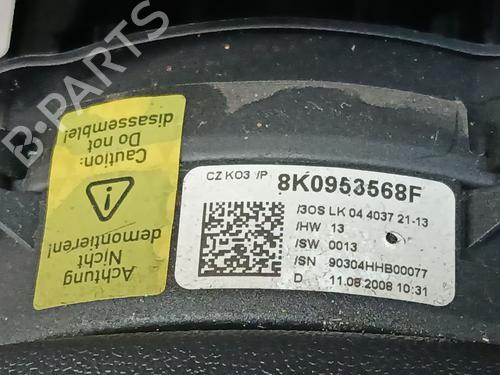 Caution:
Do not
disassemble!
Achtung
Nicht
demontieren!
CZ KO3 /P 8K0953568F
/3OS LK 04 4037 21-13
/HW 13
/SW 0013
/SN 90304HHB00077
D 11.06.2008 10:31
B-PARTS